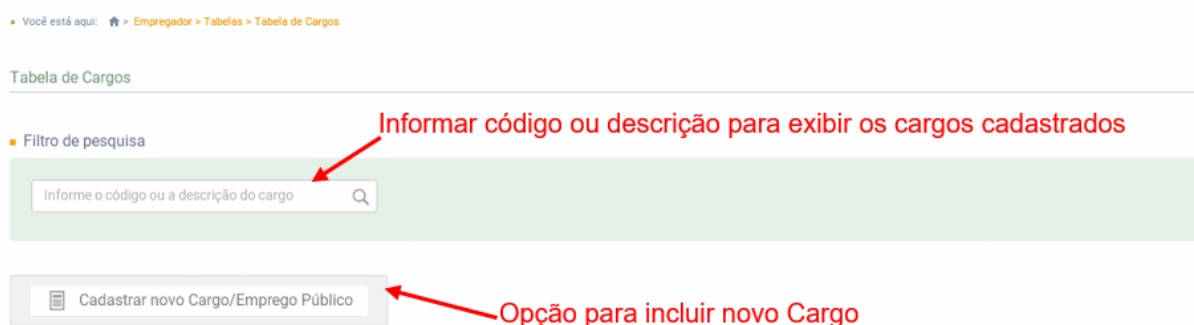 Você está aqui: > Empregador > Tabelas > Tabela de Cargos
Tabela de Cargos
Informar código ou descrição para exibir os cargos cadastrados
Filtro de pesquisa
Informe o código ou a descrição do cargo
Cadastrar novo Cargo/Emprego Público
Opção para incluir novo Cargo